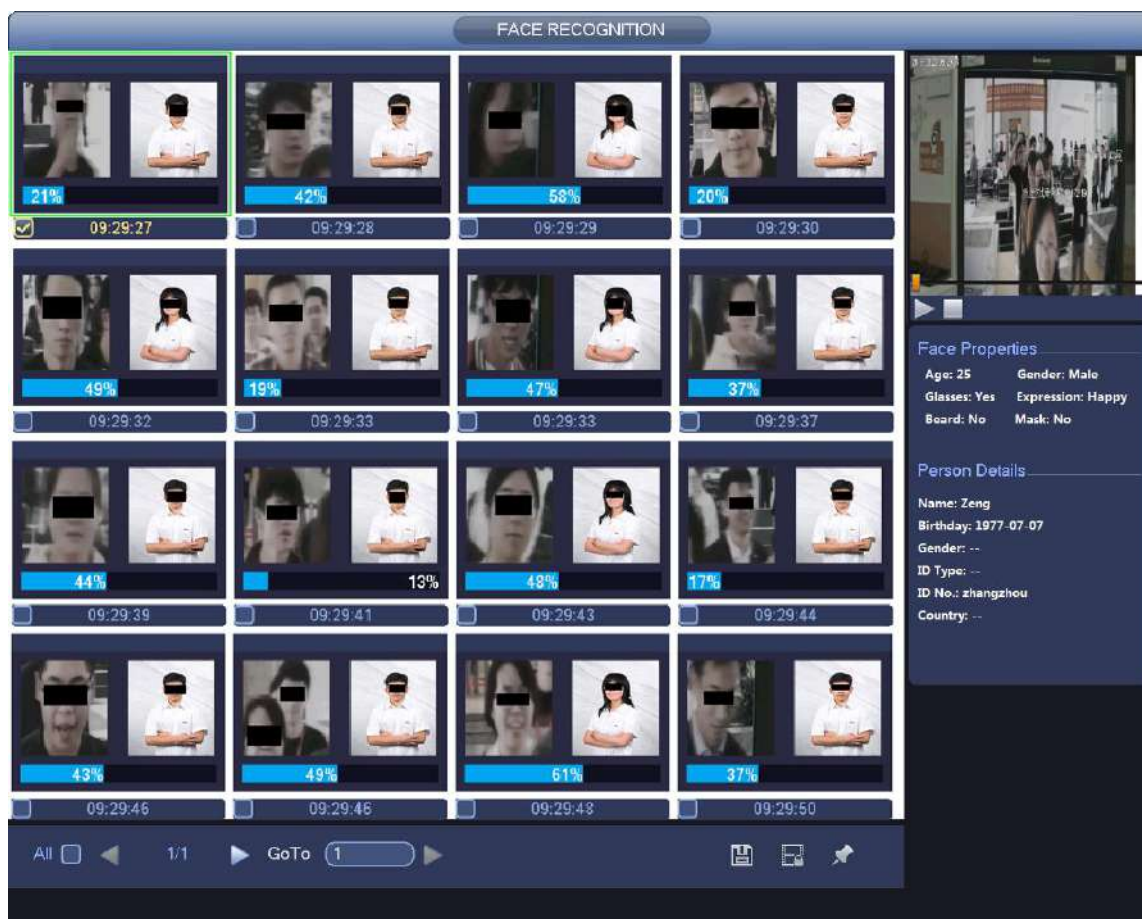 FACE RECOGNITION
21%
42%
58%
20%
09:29:27
09:29:28
09:29:29
09:29:30
49%
19%
47%
37%
09:29:32
09:29:33
09:29:33
09:29:37
44%
13%
48%
17%
09:29:39
09:29:41
09:29:43
09:29:44
43%
49%
61%
37%
09:29:46
09:29:46
09:29:48
09:29:50
All
1/1
GoTo
1
Face Properties
Age: 25 Gender: Male
Glasses: Yes Expression: Happy
Beard: No Mask: No
Person Details
Name: Zeng
Birthday: 1977-07-07
Gender: --
ID Type: --
ID No.: zhangzhou
Country: --